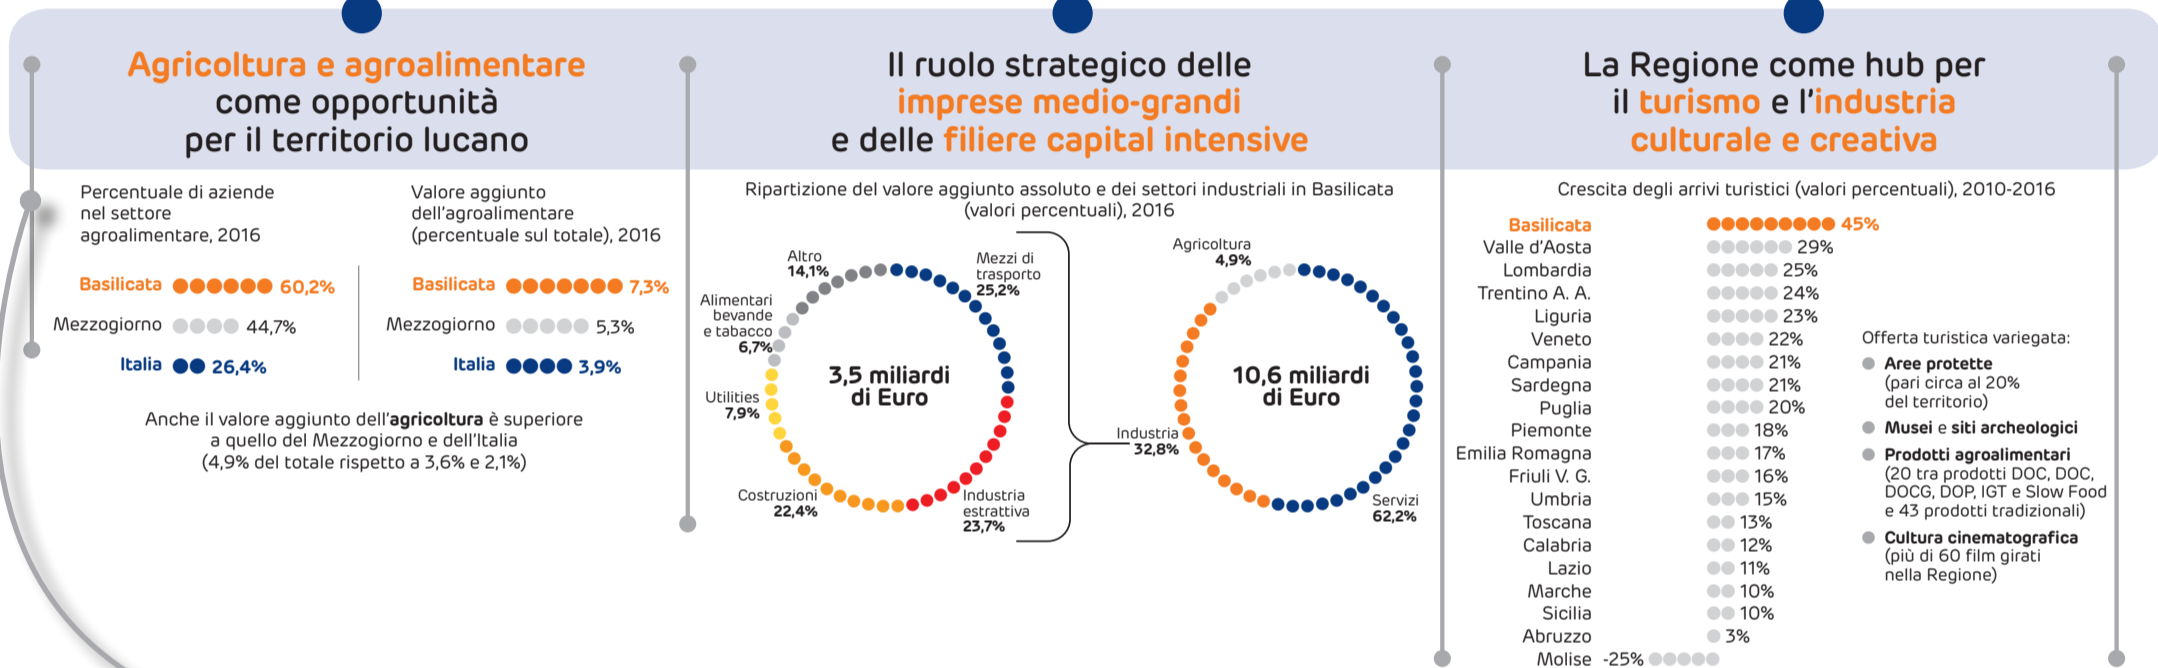 Agricoltura e agroalimentare
come opportunità
per il territorio lucano
Percentuale di aziende
nel settore
agroalimentare, 2016
Basilicata 60,2%
Mezzogiorno 44,7%
Italia 26,4%
Valore aggiunto
dell'agroalimentare
(percentuale sul totale), 2016
Basilicata 7,3%
Mezzogiorno 5,3%
Italia 3,9%
Anche il valore aggiunto dell'agricoltura è superiore
a quello del Mezzogiorno e dell'Italia
(4,9% del totale rispetto a 3,6% e 2,1%)
Il ruolo strategico delle
imprese medio-grandi
e delle filiere capital intensive
Ripartizione del valore aggiunto assoluto e dei settori industriali in Basilicata
(valori percentuali), 2016
Altro
14,1%
Mezzi di
trasporto
25,2%
Alimentari
bevande
e tabacco
6,7%
3,5 miliardi
di Euro
Utilities
7,9%
Costruzioni
22,4%
Industria
estrattiva
23,7%
Agricoltura
4,9%
10,6 miliardi
di Euro
Industria
32,8%
Servizi
62,2%
La Regione come hub per
il turismo e l'industria
culturale e creativa
Crescita degli arrivi turistici (valori percentuali), 2010-2016
Basilicata 45%
Valle d'Aosta 29%
Lombardia 25%
Trentino A. A. 24%
Liguria 23%
Veneto 22%
Campania 21%
Sardegna 21%
Puglia 20%
Piemonte 18%
Emilia Romagna 17%
Friuli V. G. 16%
Umbria 15%
Toscana 13%
Calabria 12%
Lazio 11%
Marche 10%
Sicilia 10%
Abruzzo 3%
Molise -25%
Offerta turistica variegata:
Aree protette
(pari circa al 20%
del territorio)
Musei e siti archeologici
Prodotti agroalimentari
(20 tra prodotti DOC, DOC,
DOCG, DOP, IGT e Slow Food
e 43 prodotti tradizionali)
Cultura cinematografica
(più di 60 film girati
nella Regione)